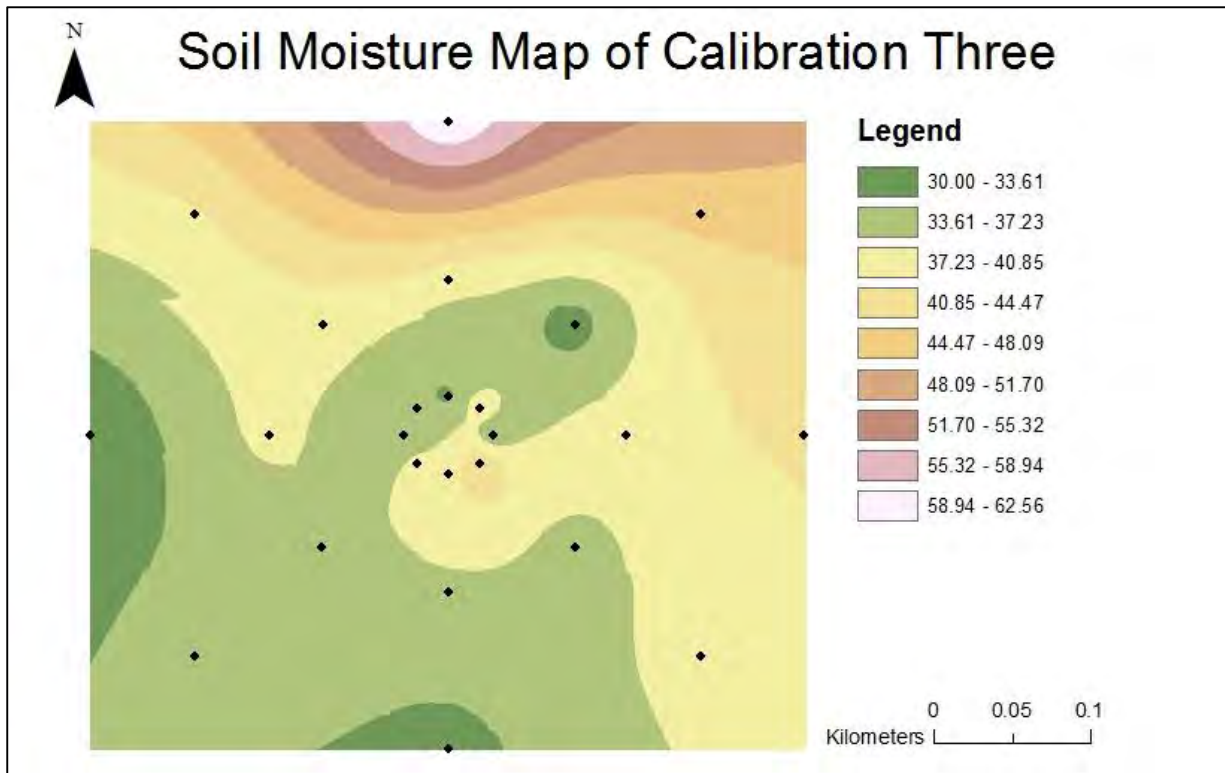 N
Soil Moisture Map of Calibration Three
Legend
30.00 - 33.61
33.61 - 37.23
37.23 - 40.85
40.85 - 44.47
44.47 - 48.09
48.09 - 51.70
51.70 - 55.32
55.32 - 58.94
58.94 - 62.56
0 0.05 0.1
Kilometers